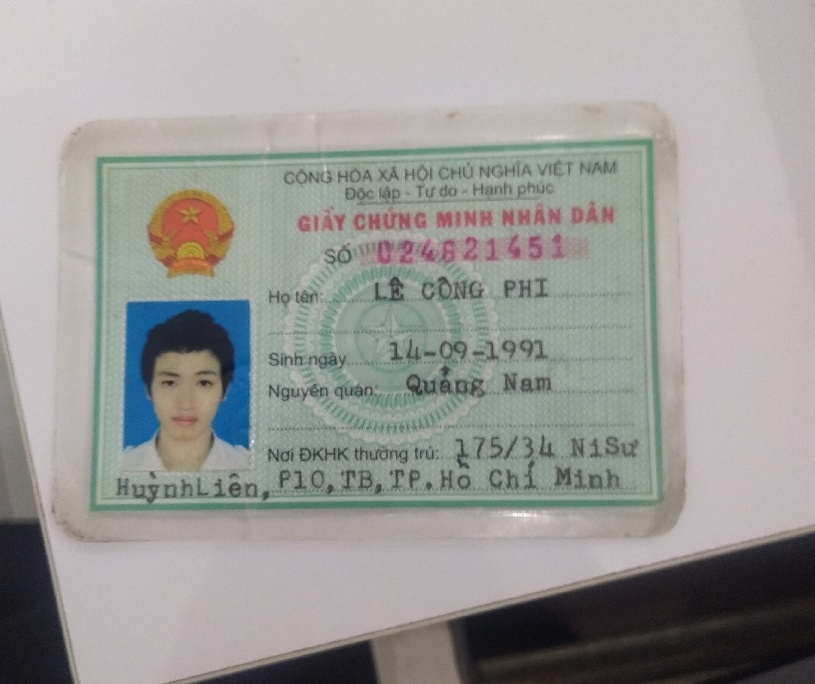 CỘNG HÒA XÃ HỘI CHỦ NGHĨA VIỆT NAM
Độc lập - Tự do - Hạnh phúc
GIẤY CHỨNG MINH NHÂN DÂN
SỐ 024621451
Họ tên: LÊ CÔNG PHI
Sinh ngày 14-09-1991
Nguyên quán: Quảng Nam
Nơi ĐKHK thường trú: 175/34 NiSư
HuỳnhLiên, P10, TB, TP. Hồ Chí Minh